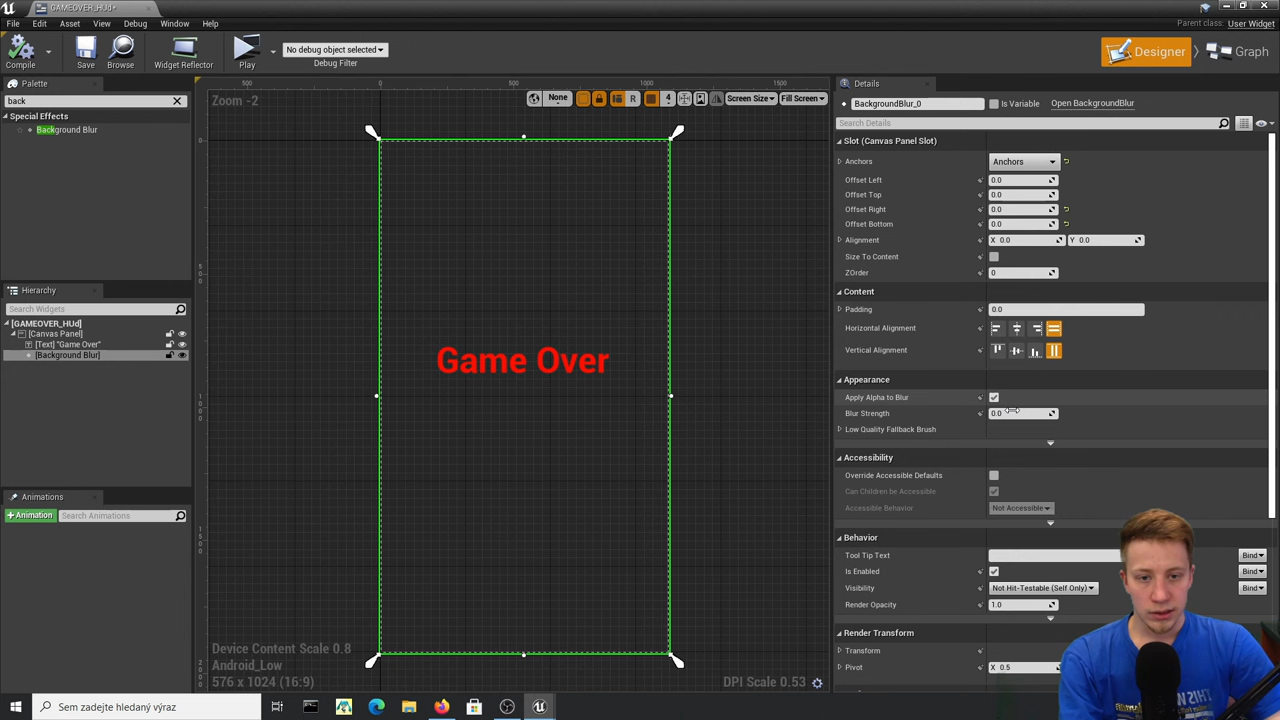 GAMEOVER_HUd*
File Edit Asset View Debug Window Help
Parent class: User Widget
Compile Save Browse Widget Reflector Play
No debug object selected
Debug Filter
Designer Graph
Palette
back
Special Effects
Background Blur
Hierarchy
Search Widgets
[GAMEOVER_HUd]
[Canvas Panel]
[Text] "Game Over"
[Background Blur]
Animations
+Animation Search Animations
500 0 500 1000 1500
Zoom -2
None R 4 Screen Size Fill Screen
Game Over
Device Content Scale 0.8
Android_Low
576 x 1024 (16:9)
DPI Scale 0.53
Details
BackgroundBlur_0 Is Variable Open BackgroundBlur
Search Details
Slot (Canvas Panel Slot)
Anchors Anchors
Offset Left 0.0
Offset Top 0.0
Offset Right 0.0
Offset Bottom 0.0
Alignment X 0.0 Y 0.0
Size To Content
ZOrder 0
Content
Padding 0.0
Horizontal Alignment
Vertical Alignment
Appearance
Apply Alpha to Blur
Blur Strength 0.0
Low Quality Fallback Brush
Accessibility
Override Accessible Defaults
Can Children be Accessible
Accessible Behavior Not Accessible
Behavior
Tool Tip Text Bind
Is Enabled Bind
Visibility Not Hit-Testable (Self Only) Bind
Render Opacity 1.0
Render Transform
Transform
Pivot X 0.5
Sem zadejte hledaný výraz